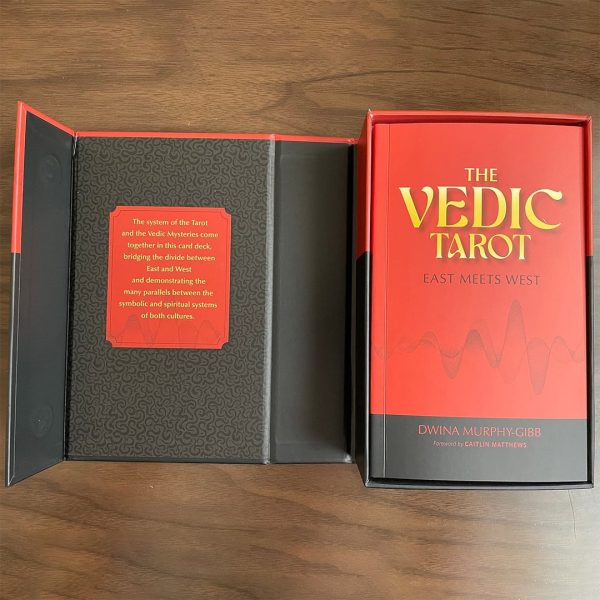 The system of the Tarot
and the Vedic Mysteries come
together in this card deck,
bridging the divide between
East and West
and demonstrating the
many parallels between the
symbolic and spiritual systems
of both cultures.
THE
VEDIC
TAROT
EAST MEETS WEST
DWINA MURPHY-GIBB
Foreword by CAITLIN MATTHEWS